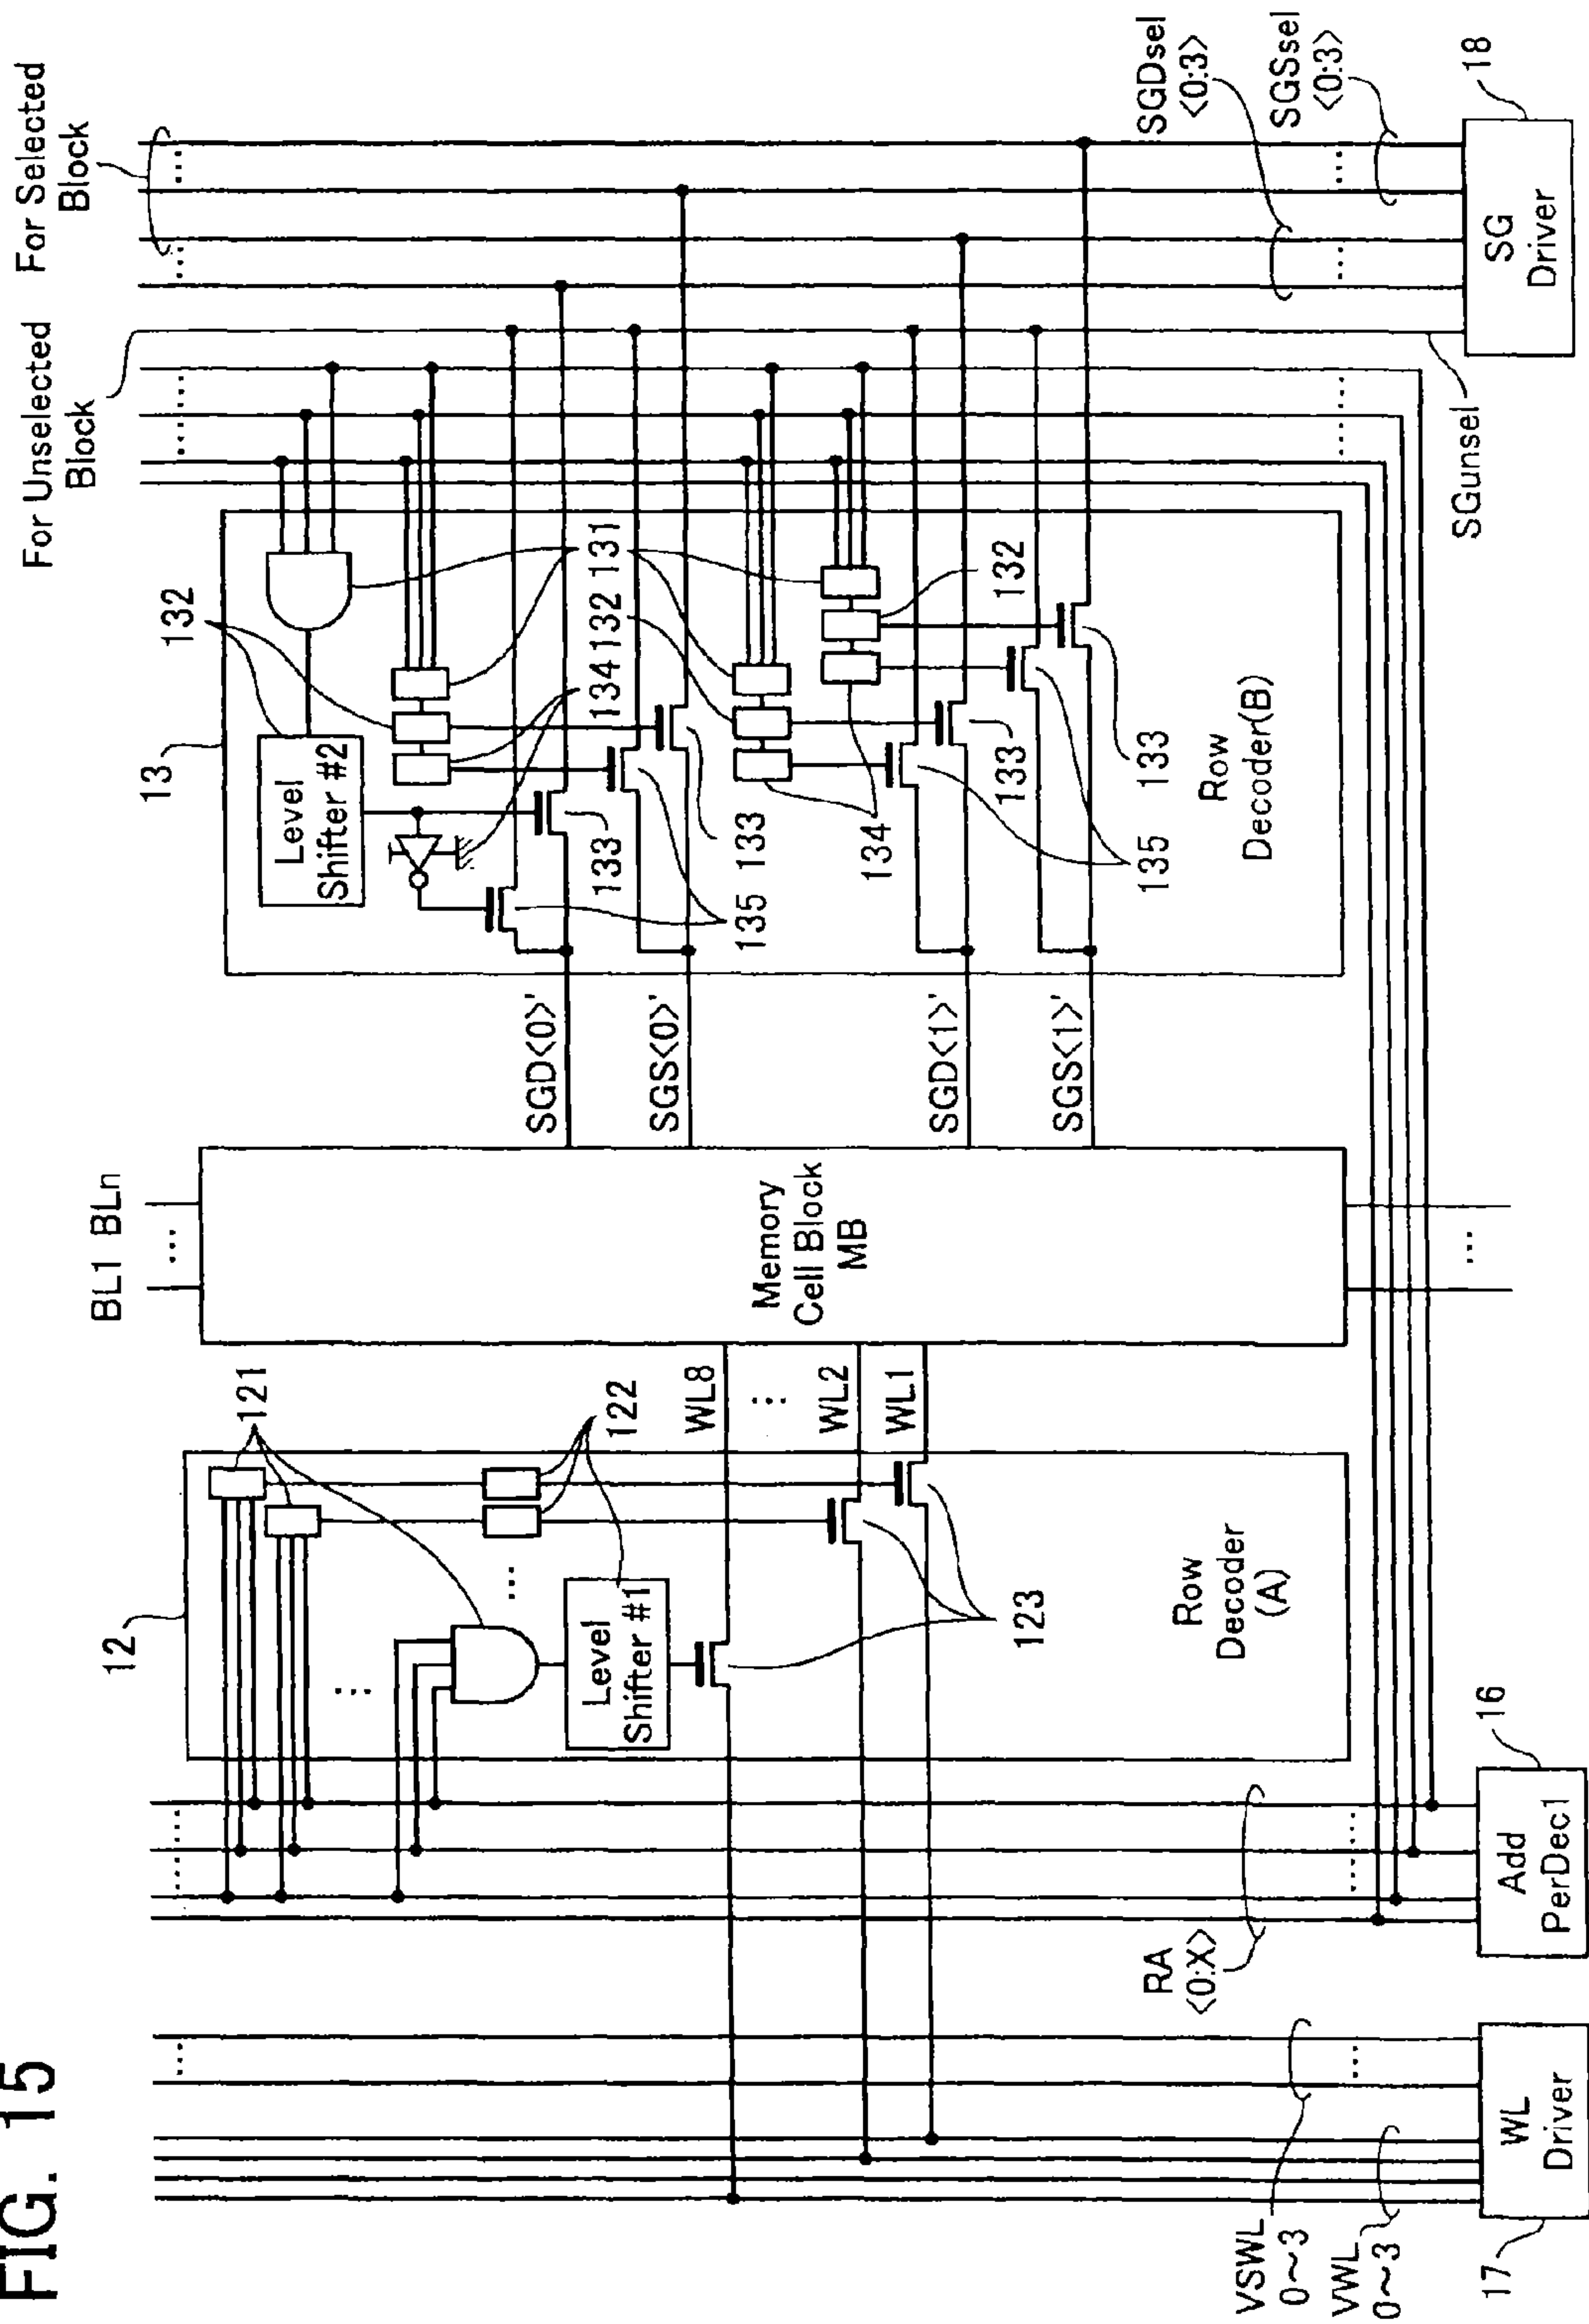 FIG. 15
VSWL
0~3
VWL
0~3
17
WL
Driver
RA
<0:X>
16
Add
PerDec1
12
121
122
123
Level
Shifter #1
Row
Decoder
(A)
WL8
WL2
WL1
BL1 BLn
Memory
Cell Block
MB
SGD<0>'
SGS<0>'
SGD<1>'
SGS<1>'
13
132
Level
Shifter #2
131
132
134
133
135
133
134
133
132
135
133
Row
Decoder(B)
For Unselected
Block
For Selected
Block
SGunsel
SGDsel
<0:3>
SGSsel
<0:3>
18
SG
Driver